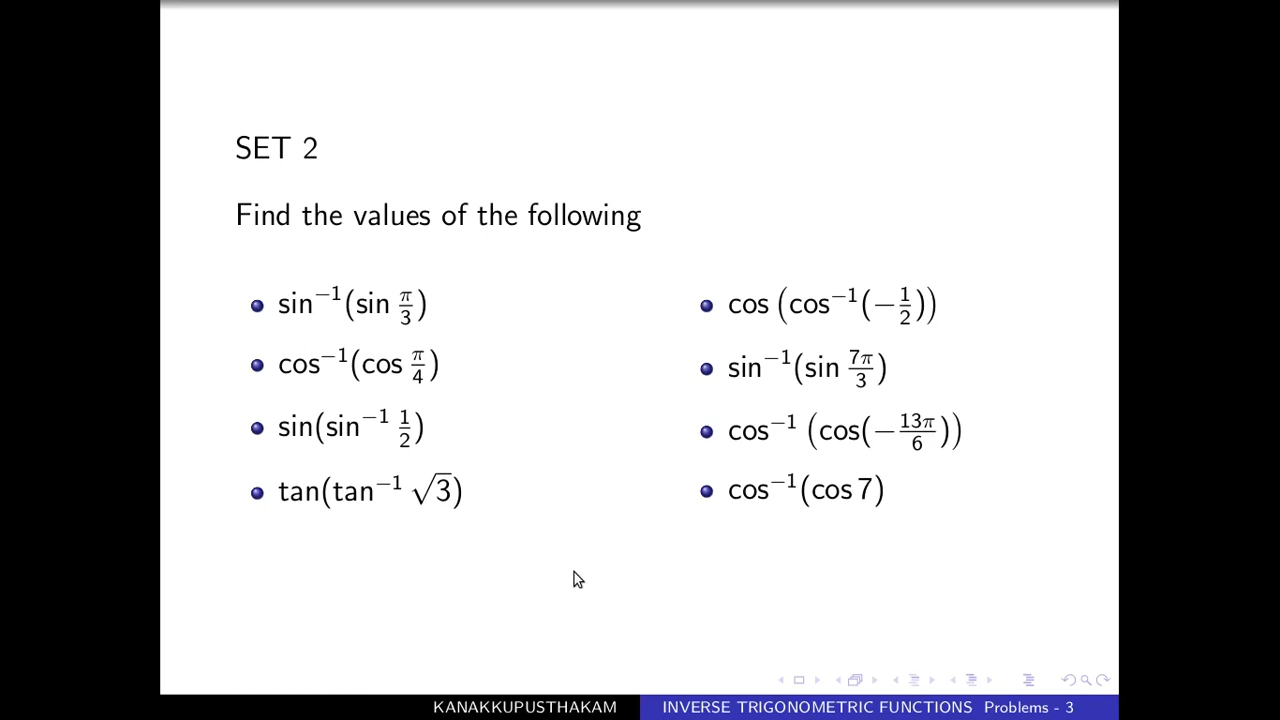 SET 2
Find the values of the following
• sin⁻¹(sin π/3)
• cos⁻¹(cos π/4)
• sin(sin⁻¹ 1/2)
• tan(tan⁻¹ √3)
• cos (cos⁻¹(−1/2))
• sin⁻¹(sin 7π/3)
• cos⁻¹ (cos(−13π/6))
• cos⁻¹(cos 7)
KANAKKUPUSTHAKAM INVERSE TRIGONOMETRIC FUNCTIONS Problems - 3